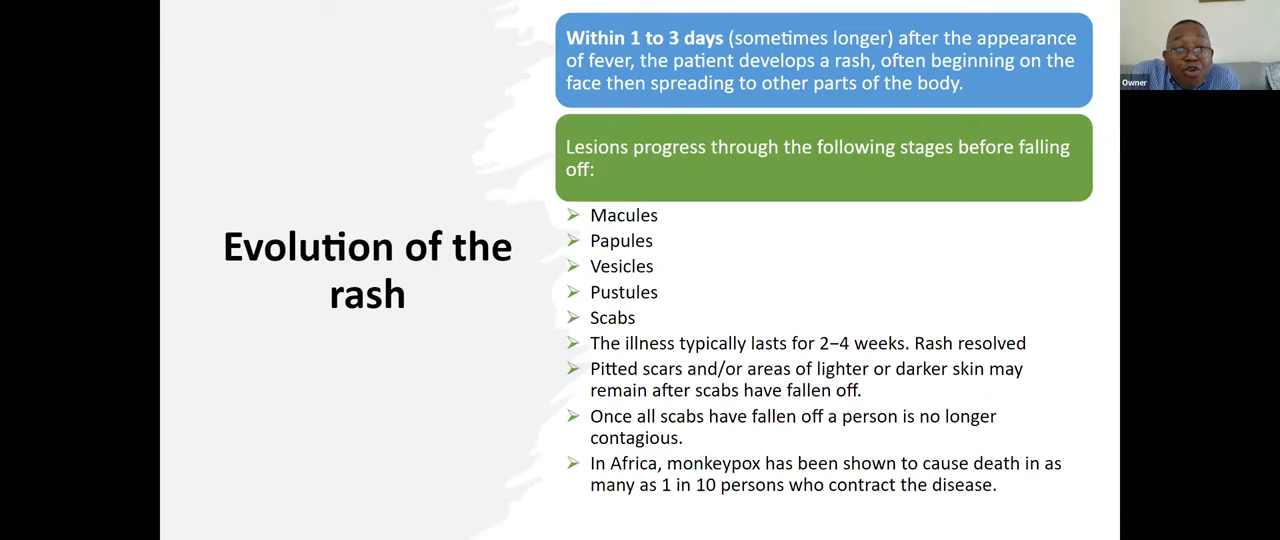 Evolution of the
rash
Within 1 to 3 days (sometimes longer) after the appearance
of fever, the patient develops a rash, often beginning on the
face then spreading to other parts of the body.
Lesions progress through the following stages before falling
off:
Macules
Papules
Vesicles
Pustules
Scabs
The illness typically lasts for 2−4 weeks. Rash resolved
Pitted scars and/or areas of lighter or darker skin may
remain after scabs have fallen off.
Once all scabs have fallen off a person is no longer
contagious.
In Africa, monkeypox has been shown to cause death in as
many as 1 in 10 persons who contract the disease.
Owner